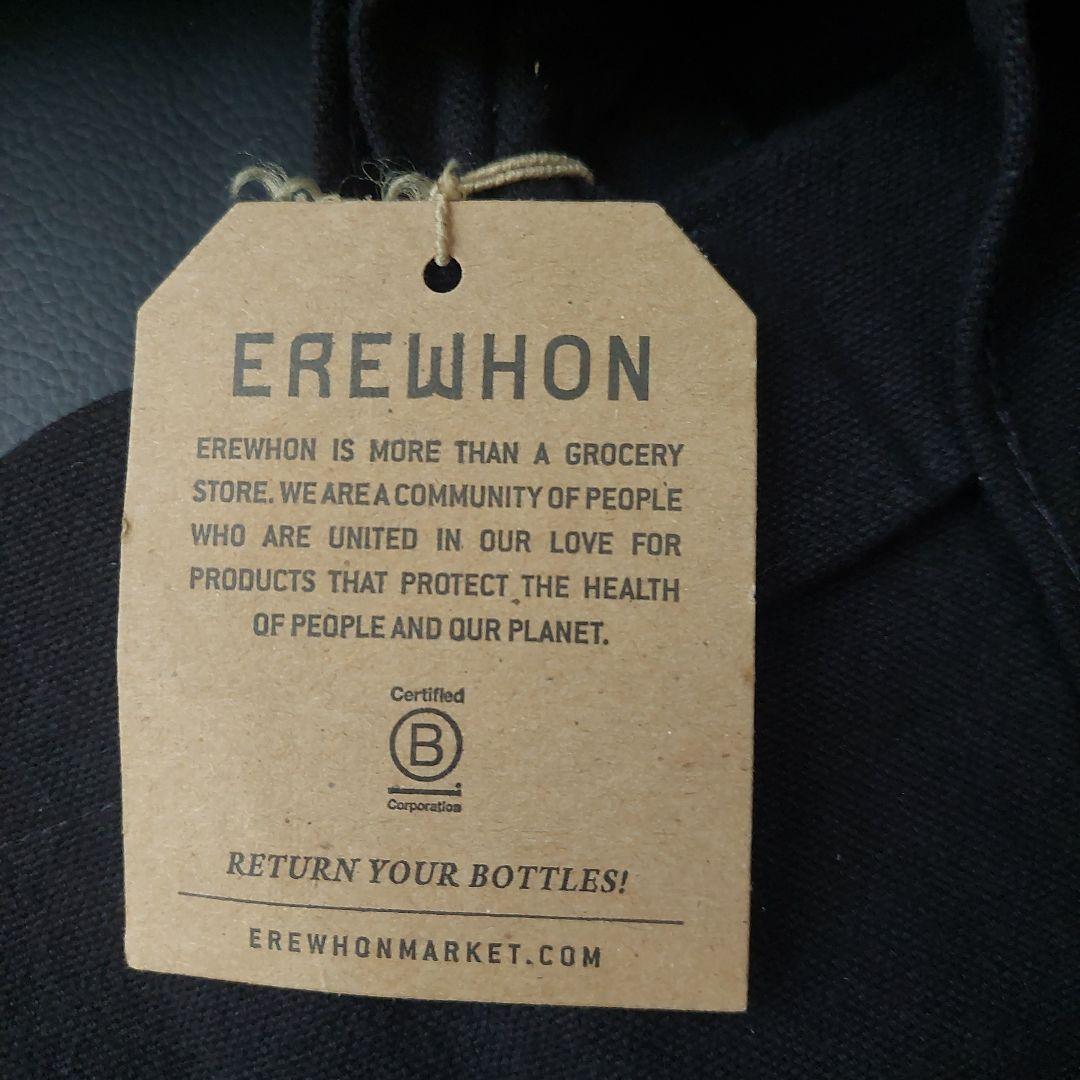 EREWHON
EREWHON IS MORE THAN A GROCERY
STORE. WE ARE A COMMUNITY OF PEOPLE
WHO ARE UNITED IN OUR LOVE FOR
PRODUCTS THAT PROTECT THE HEALTH
OF PEOPLE AND OUR PLANET.
Certified
B
Corporation
RETURN YOUR BOTTLES!
EREWHONMARKET.COM